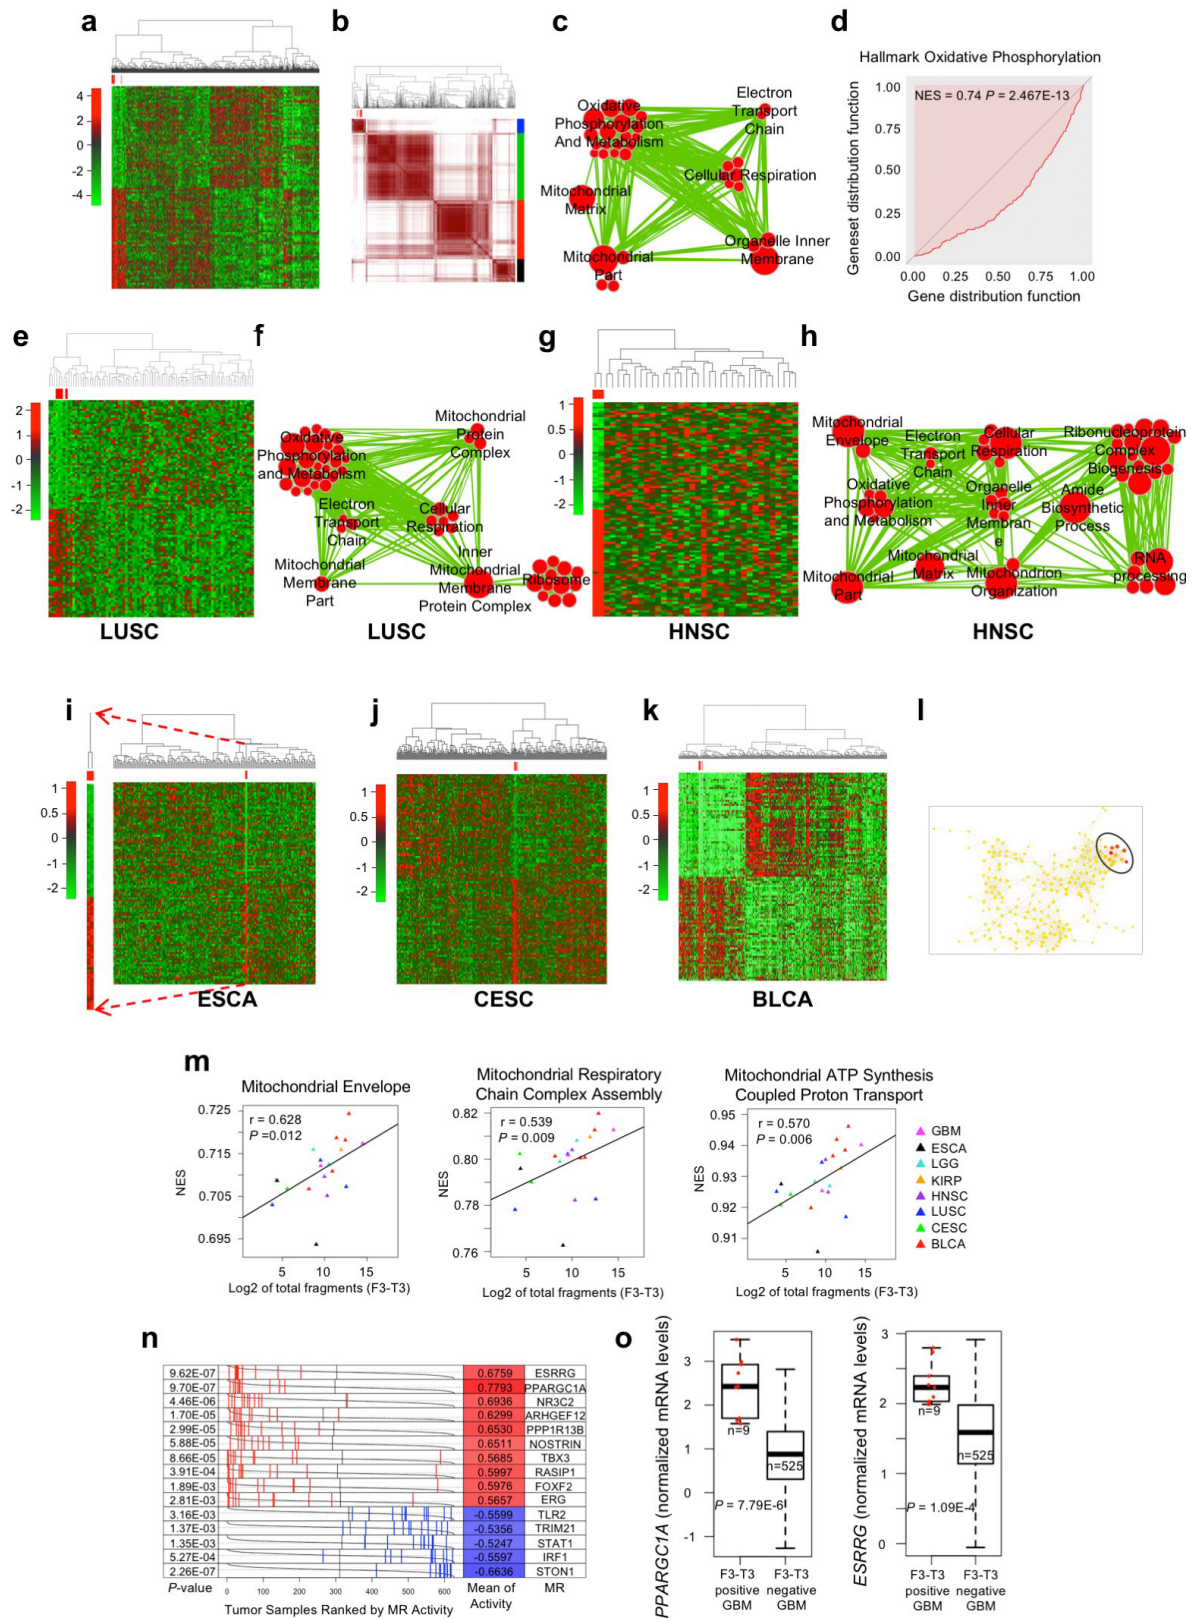 a
b
c
d
4
2
0
-2
-4
Oxidative
Phosphorylation
And Metabolism
Electron
Transport
Chain
Cellular Respiration
Mitochondrial
Matrix
Mitochondrial
Part
Organelle Inner
Membrane
Hallmark Oxidative Phosphorylation
NES = 0.74 P = 2.467E-13
Geneset distribution function
1.00
0.75
0.50
0.25
0.00
0.00 0.25 0.50 0.75 1.00
Gene distribution function
e
f
g
h
2
1
0
-1
-2
LUSC
Oxidative
Phosphorylation
and Metabolism
Mitochondrial
Protein
Complex
Electron
Transport
Chain
Cellular
Respiration
Mitochondrial
Membrane
Part
Inner
Mitochondrial
Membrane
Protein Complex
Ribosome
LUSC
1
0.5
0
-1
-2
HNSC
Mitochondrial
Envelope
Electron
Transport
Chain
Cellular
Respiration
Ribonucleoprotein
Complex
Biogenesis
Oxidative
Phosphorylation
and Metabolism
Organelle
Inner
Membran
e
Amide
Biosynthetic
Process
Mitochondrial
Part
Mitochondrial
Matrix
Mitochondrion
Organization
RNA
processing
HNSC
i
j
k
l
1
0.5
0
-1
-2
ESCA
1
0.5
0
-1
-2
CESC
1
0.5
0
-1
-2
BLCA
m
Mitochondrial Envelope
r = 0.628
P =0.012
NES
0.725
0.715
0.705
0.695
5 10 15
Log2 of total fragments (F3-T3)
Mitochondrial Respiratory
Chain Complex Assembly
r = 0.539
P = 0.009
NES
0.82
0.80
0.78
0.76
5 10 15
Log2 of total fragments (F3-T3)
Mitochondrial ATP Synthesis
Coupled Proton Transport
r = 0.570
P = 0.006
NES
0.95
0.94
0.93
0.92
0.91
5 10 15
Log2 of total fragments (F3-T3)
GBM
ESCA
LGG
KIRP
HNSC
LUSC
CESC
BLCA
n
9.62E-07 0.6759 ESRRG
9.70E-07 0.7793 PPARGC1A
4.46E-06 0.6936 NR3C2
1.70E-05 0.6299 ARHGEF12
2.99E-05 0.6530 PPP1R13B
5.88E-05 0.6511 NOSTRIN
8.66E-05 0.5685 TBX3
3.91E-04 0.5997 RASIP1
1.89E-03 0.5976 FOXF2
2.81E-03 0.5657 ERG
3.16E-03 -0.5599 TLR2
1.37E-03 -0.5356 TRIM21
1.35E-03 -0.5247 STAT1
5.27E-04 -0.5597 IRF1
2.26E-07 -0.6636 STON1
P-value 0 100 200 300 400 500 600 Mean of Activity MR
Tumor Samples Ranked by MR Activity
o
PPARGC1A (normalized mRNA levels)
3
2
1
0
-1
n=9
n=525
P = 7.79E-6
F3-T3
positive
GBM
F3-T3
negative
GBM
ESRRG (normalized mRNA levels)
3
2
1
0
n=9
n=525
P = 1.09E-4
F3-T3
positive
GBM
F3-T3
negative
GBM